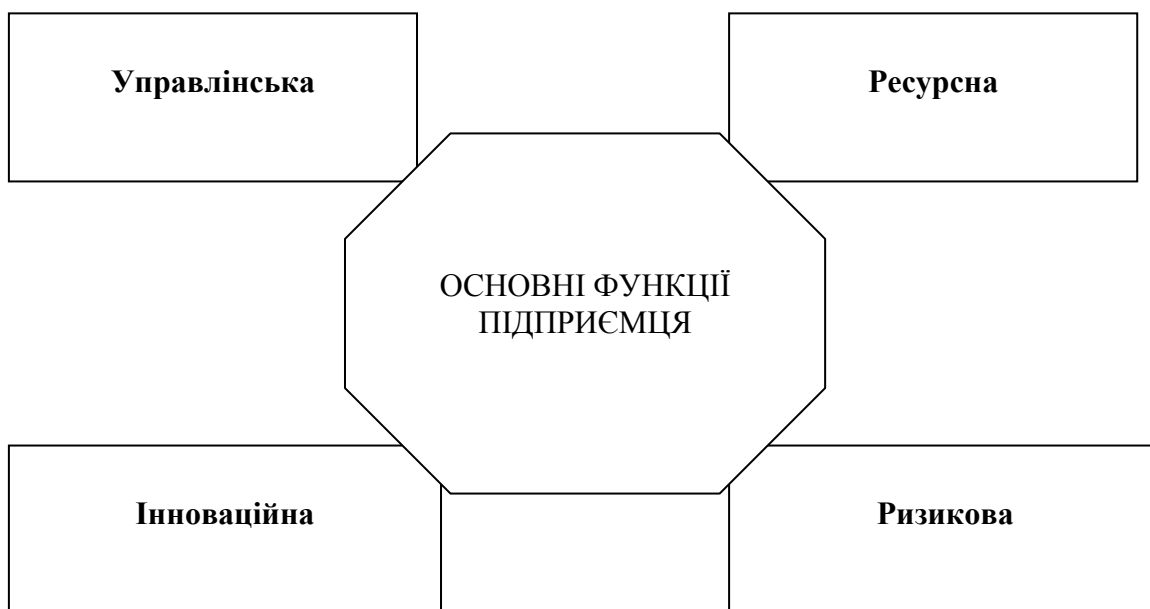 Управлінська
Ресурсна
ОСНОВНІ ФУНКЦІЇ
ПІДПРИЄМЦЯ
Інноваційна
Ризикова